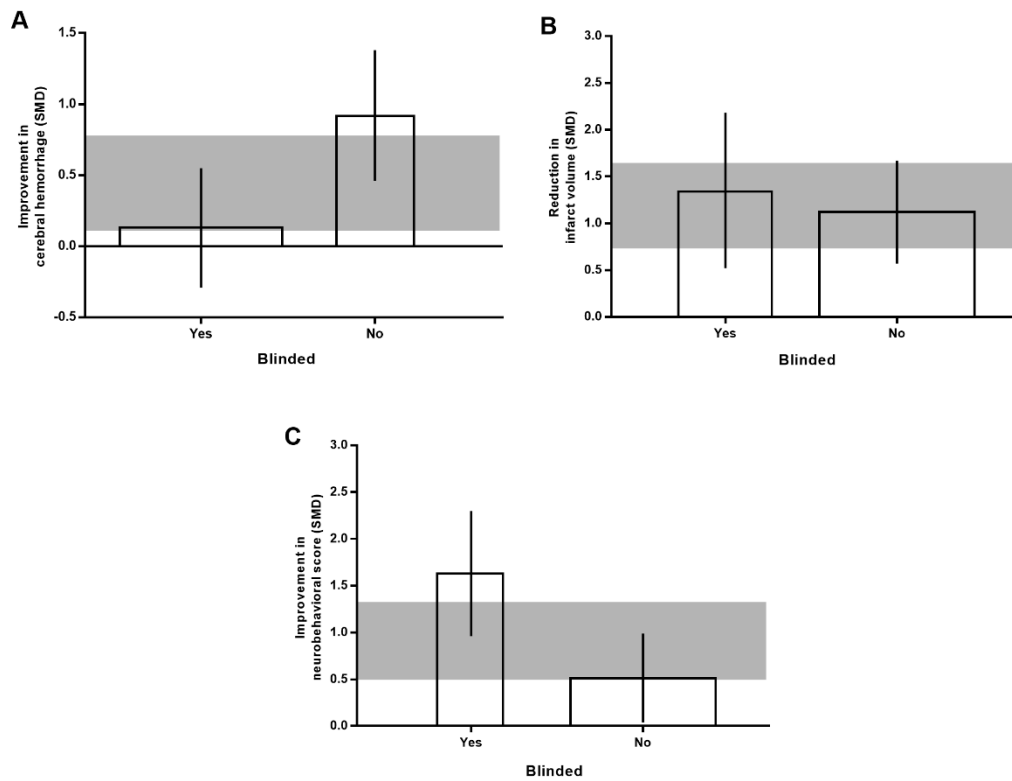 A
Improvement in
cerebral hemorrhage (SMD)
1.5
1.0
0.5
0.0
-0.5
Yes
No
Blinded
B
Reduction in
infarct volume (SMD)
3.0
2.5
2.0
1.5
1.0
0.5
0.0
Yes
No
Blinded
C
Improvement in
neurobehavioral score (SMD)
3.0
2.5
2.0
1.5
1.0
0.5
0.0
Yes
No
Blinded